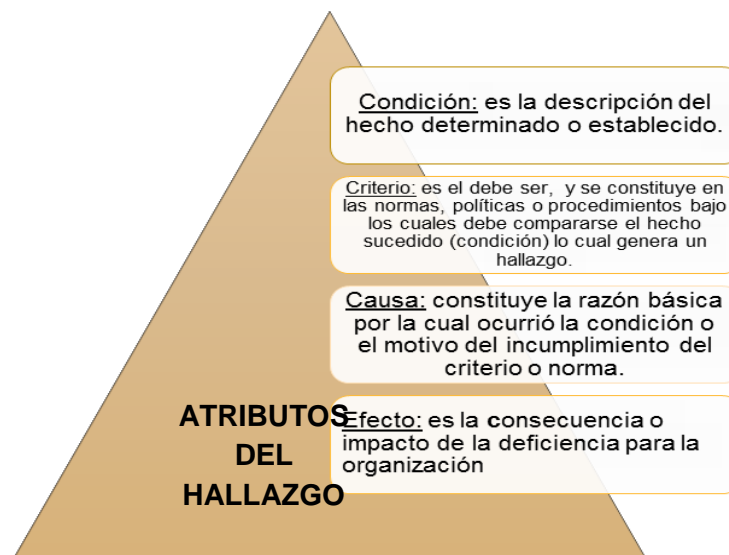 Condición: es la descripción del
hecho determinado o establecido.
Criterio: es el debe ser, y se constituye en
las normas, políticas o procedimientos bajo
los cuales debe compararse el hecho
sucedido (condición) lo cual genera un
hallazgo.
Causa: constituye la razón básica
por la cual ocurrió la condición o
el motivo del incumplimiento del
criterio o norma.
Efecto: es la consecuencia o
impacto de la deficiencia para la
organización
ATRIBUTOS
DEL
HALLAZGO